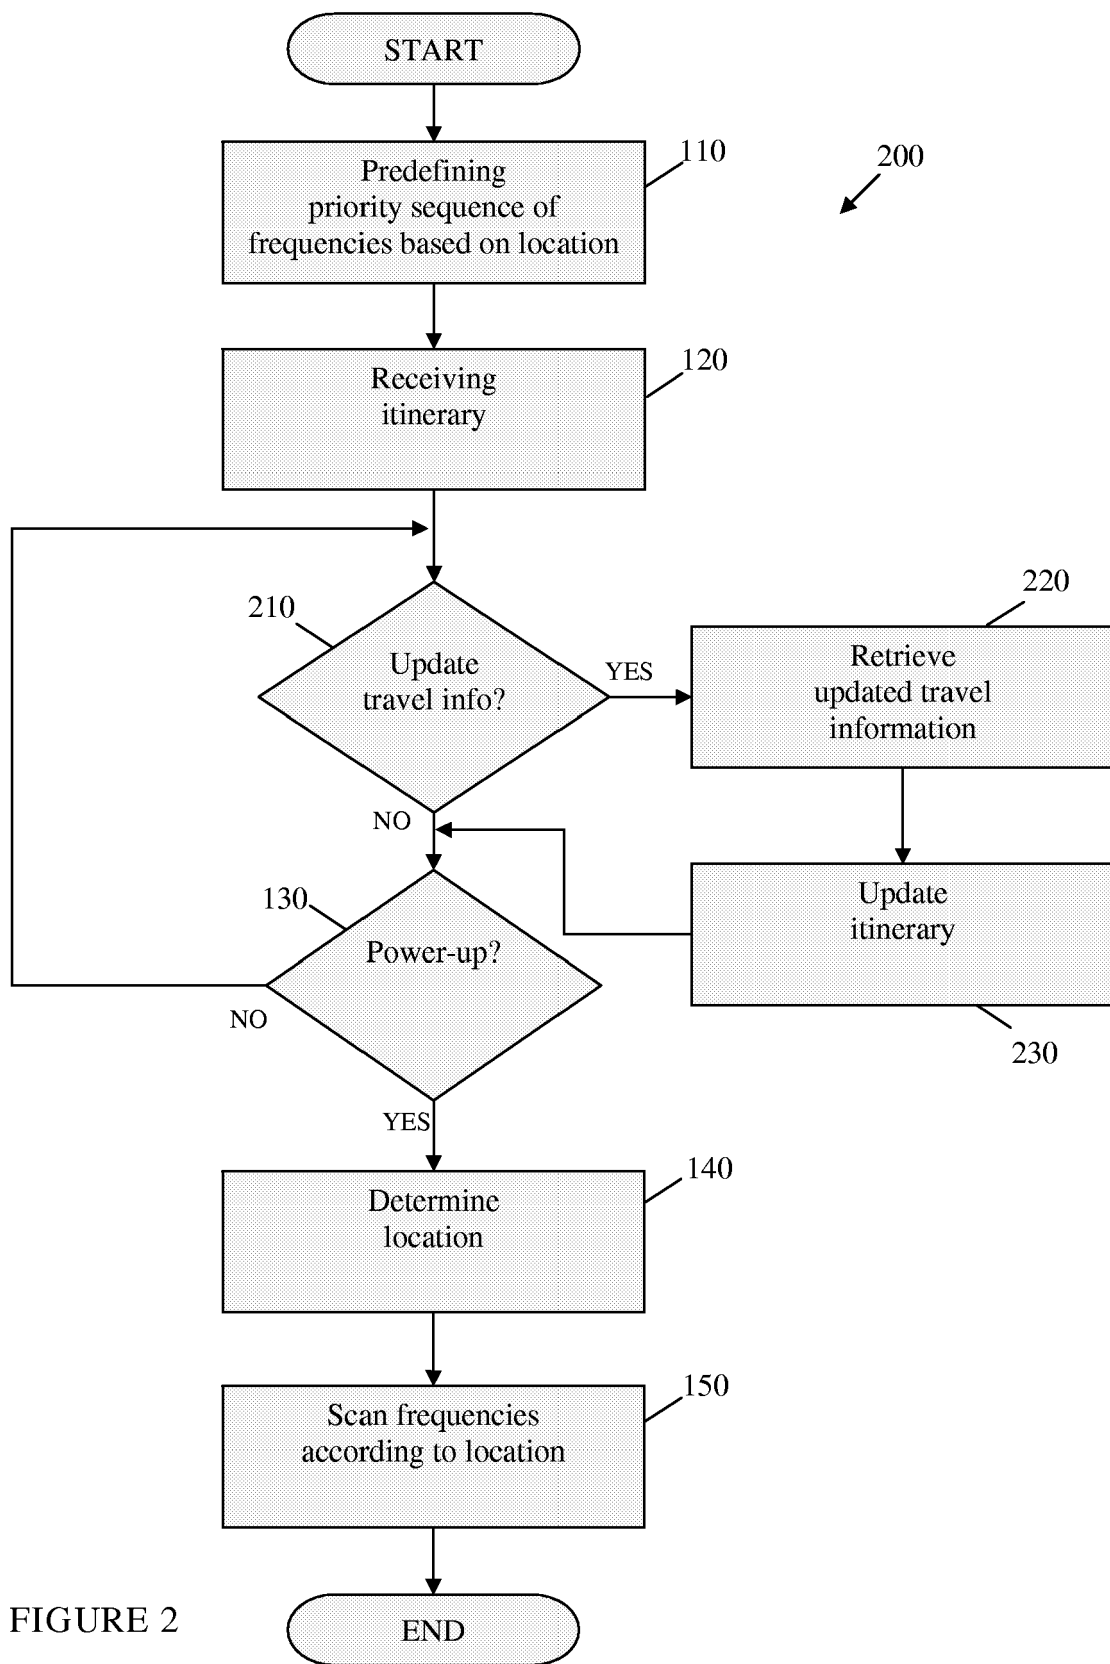 START
Predefining
priority sequence of
frequencies based on location
110
200
Receiving
itinerary
120
210
Update
travel info?
YES
220
Retrieve
updated travel
information
NO
130
Power-up?
NO
Update
itinerary
230
YES
Determine
location
140
Scan frequencies
according to location
150
END
FIGURE 2